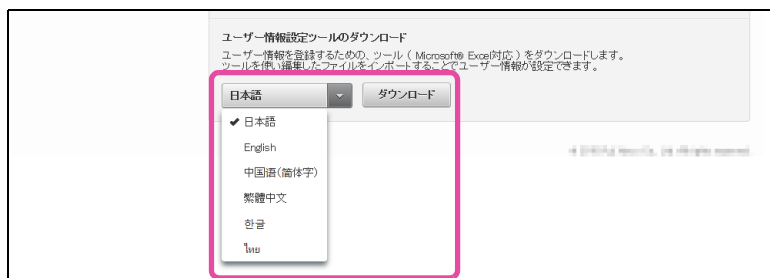 ユーザー情報設定ツールのダウンロード
ユーザー情報を登録するための、ツール ( Microsoft® Excel対応 ) をダウンロードします。
ツールを使い編集したファイルをインポートすることでユーザー情報が設定できます。
日本語 ダウンロード
✔ 日本語
English
中国语(简体字)
繁體中文
한글
ไทย